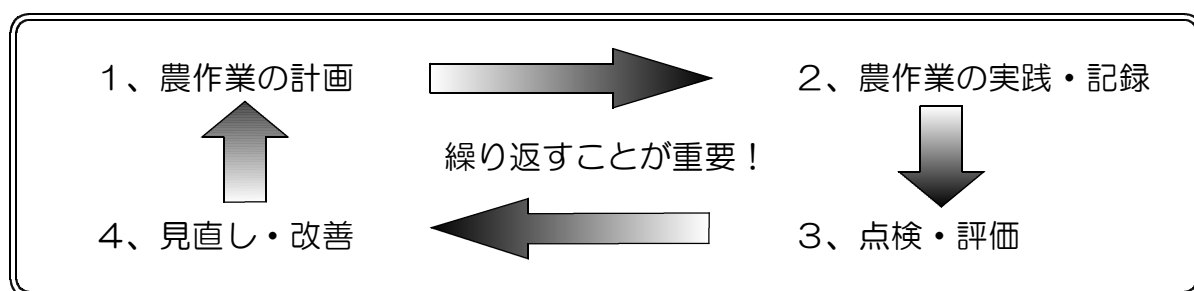 1、農作業の計画
2、農作業の実践・記録
繰り返すことが重要！
4、見直し・改善
3、点検・評価